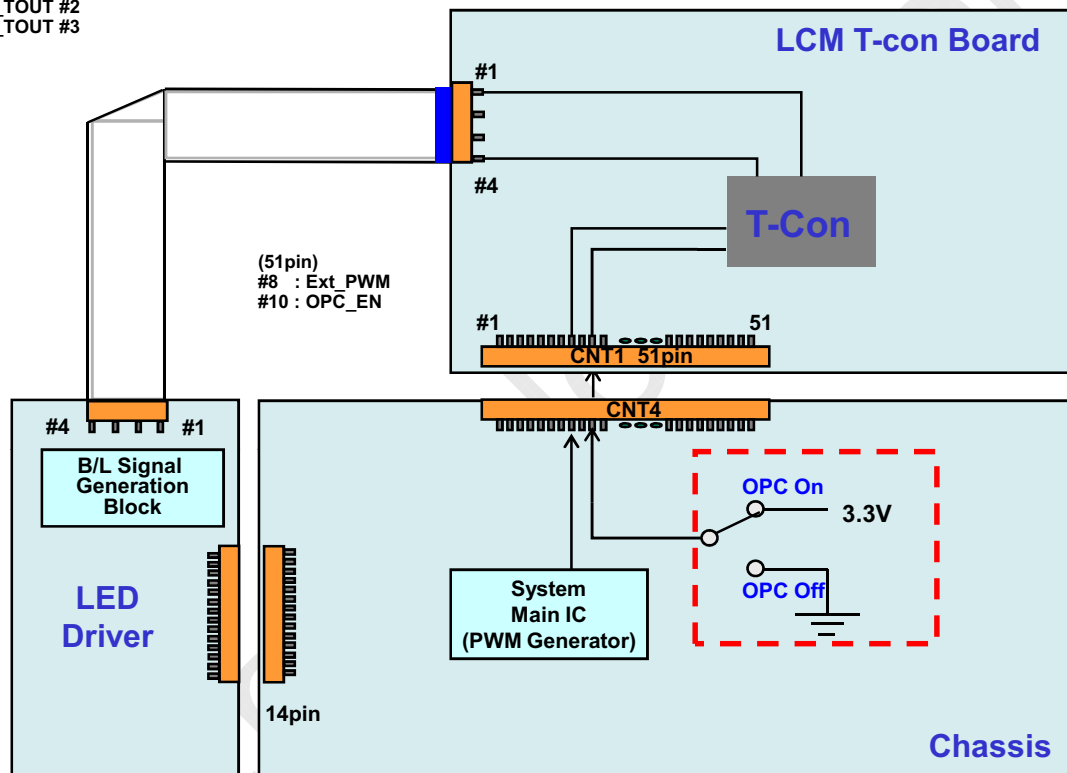 _TOUT #2
_TOUT #3
LCM T-con Board
#1
#4
T-Con
(51pin)
#8 : Ext_PWM
#10 : OPC_EN
#1
51
CNT1 51pin
CNT4
#4
#1
B/L Signal
Generation
Block
OPC On
3.3V
OPC Off
System
Main IC
(PWM Generator)
LED
Driver
14pin
Chassis